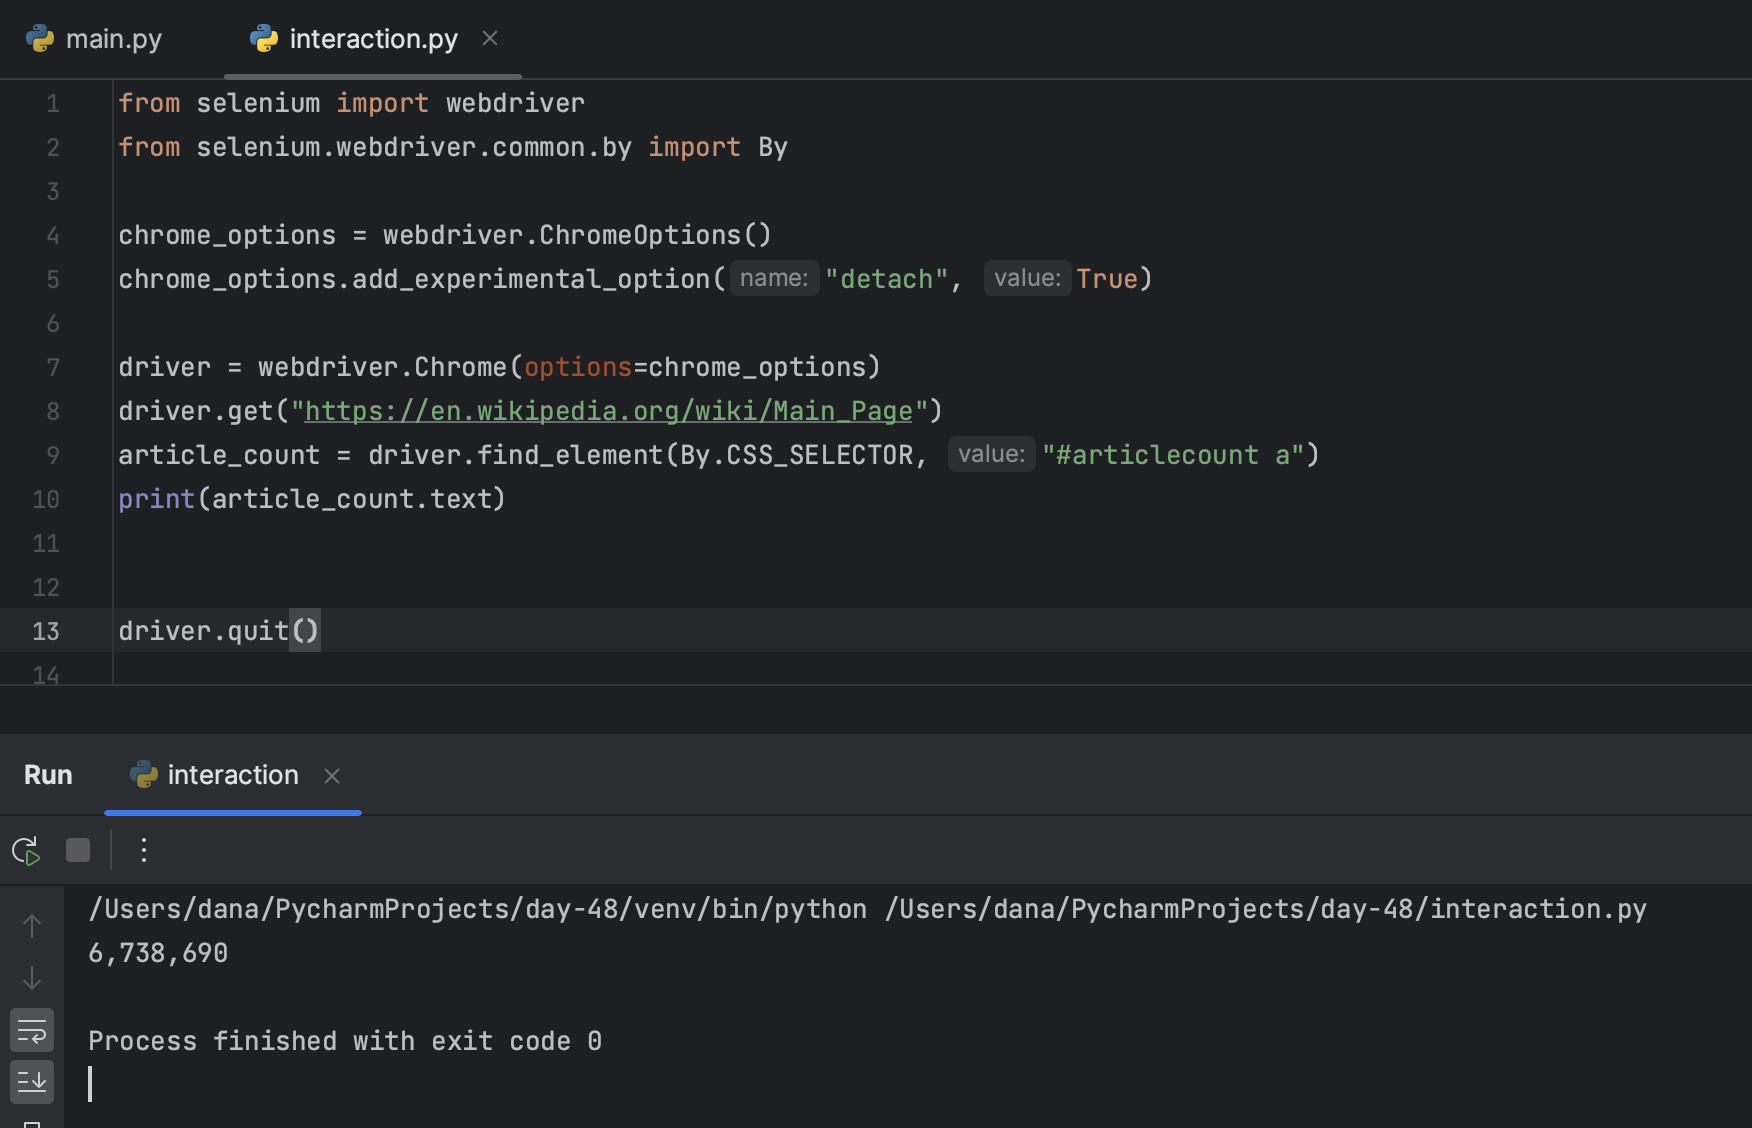 main.py interaction.py
1 from selenium import webdriver
2 from selenium.webdriver.common.by import By
3
4 chrome_options = webdriver.ChromeOptions()
5 chrome_options.add_experimental_option( name: "detach", value: True)
6
7 driver = webdriver.Chrome(options=chrome_options)
8 driver.get("https://en.wikipedia.org/wiki/Main_Page")
9 article_count = driver.find_element(By.CSS_SELECTOR, value: "#articlecount a")
10 print(article_count.text)
11
12
13 driver.quit()
14
Run interaction
/Users/dana/PycharmProjects/day-48/venv/bin/python /Users/dana/PycharmProjects/day-48/interaction.py
6,738,690
Process finished with exit code 0